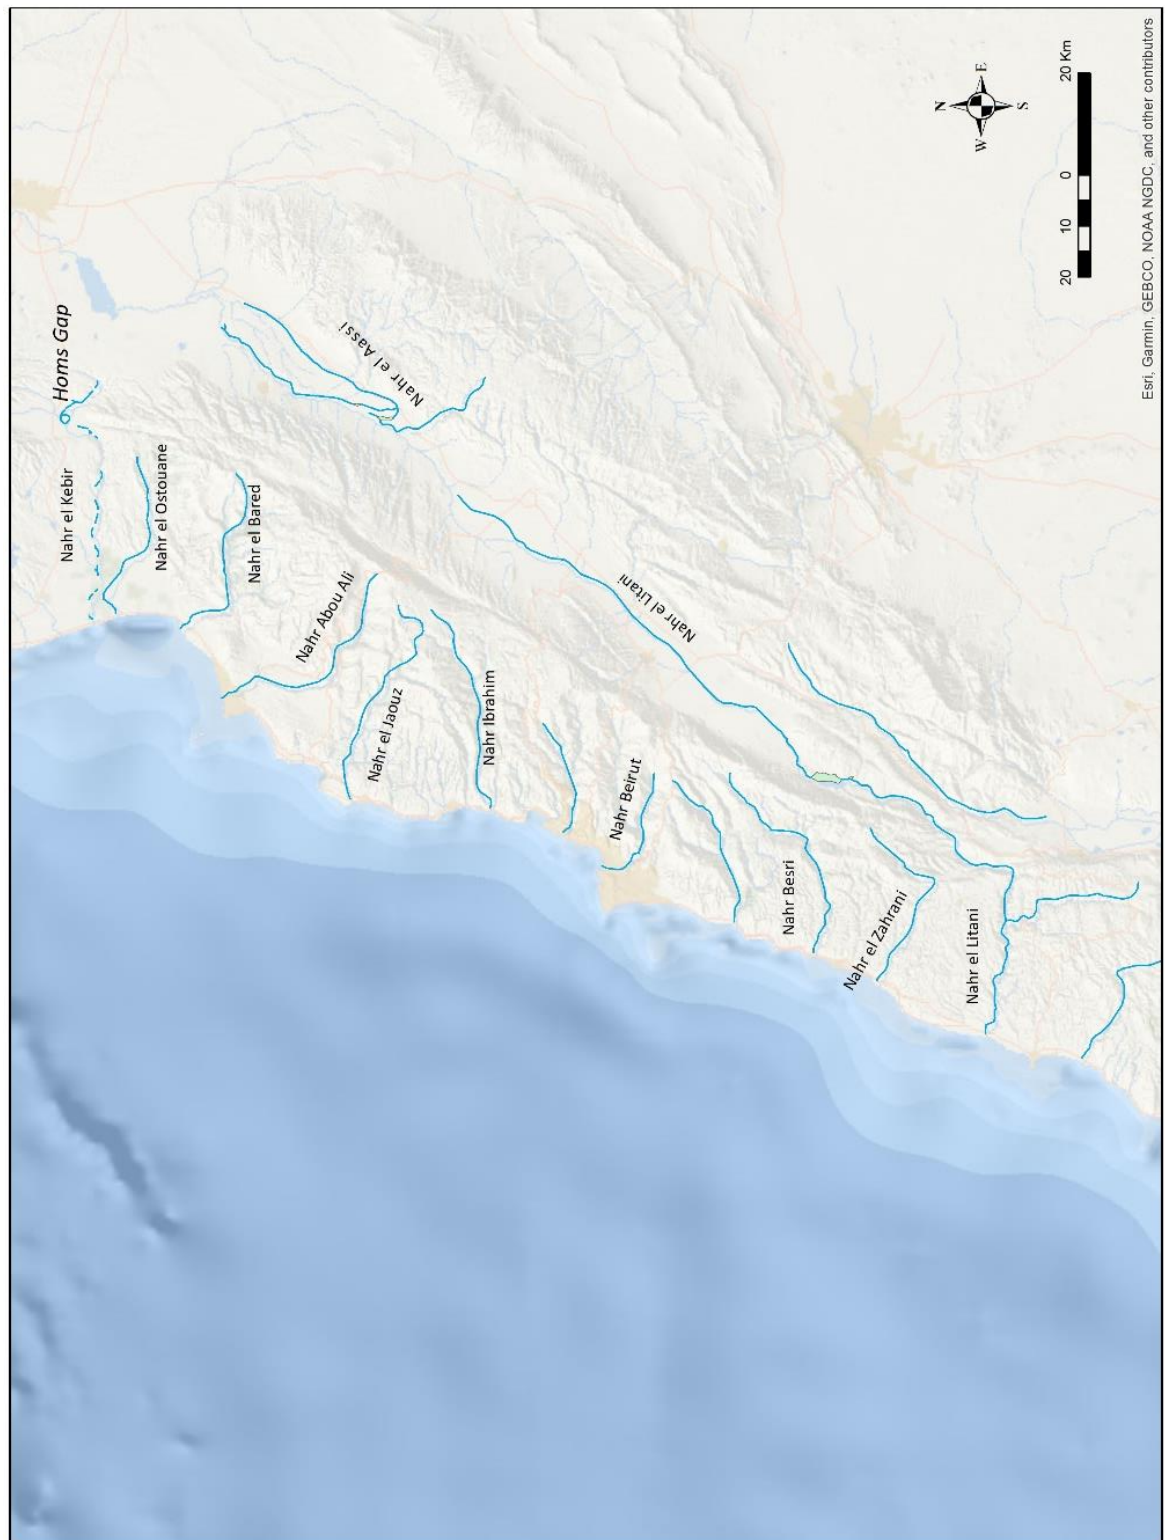 Homs Gap
Nahr el Kebir
Nahr el Ostouane
Nahr el Bared
Nahr Abou Ali
Nahr el Aassi
Nahr el Jaouz
Nahr Ibrahim
Nahr el Litani
Nahr Beirut
Nahr Besri
Nahr el Zahrani
Nahr el Litani
N
W E
S
20 10 0 20 Km
Esri, Garmin, GEBCO, NOAA NGDC, and other contributors